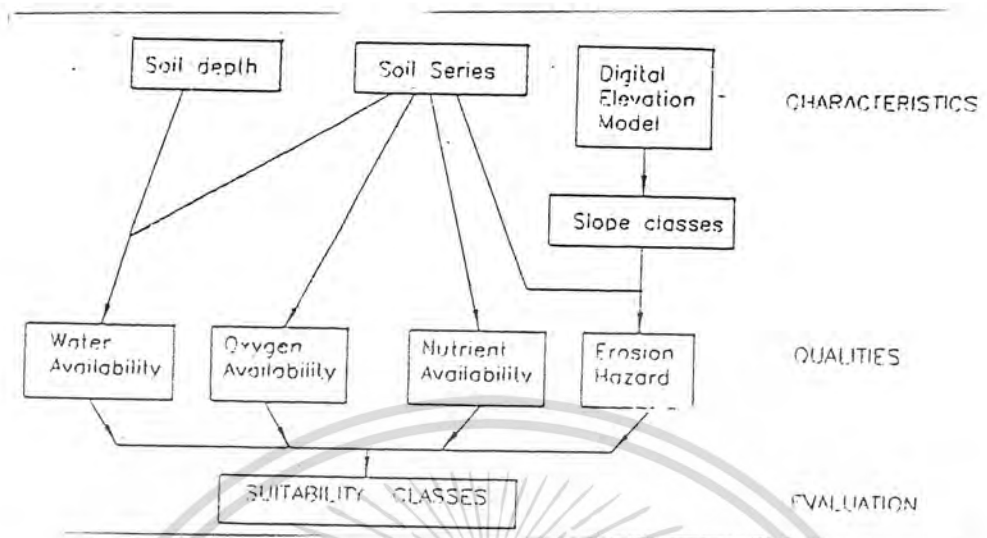 Soil depth
Soil Series
Digital
Elevation
Model
CHARACTERISTICS
Slope classes
Water
Availability
Oxygen
Availability
Nutrient
Availability
Erosion
Hazard
QUALITIES
SUITABILITY CLASSES
EVALUATION